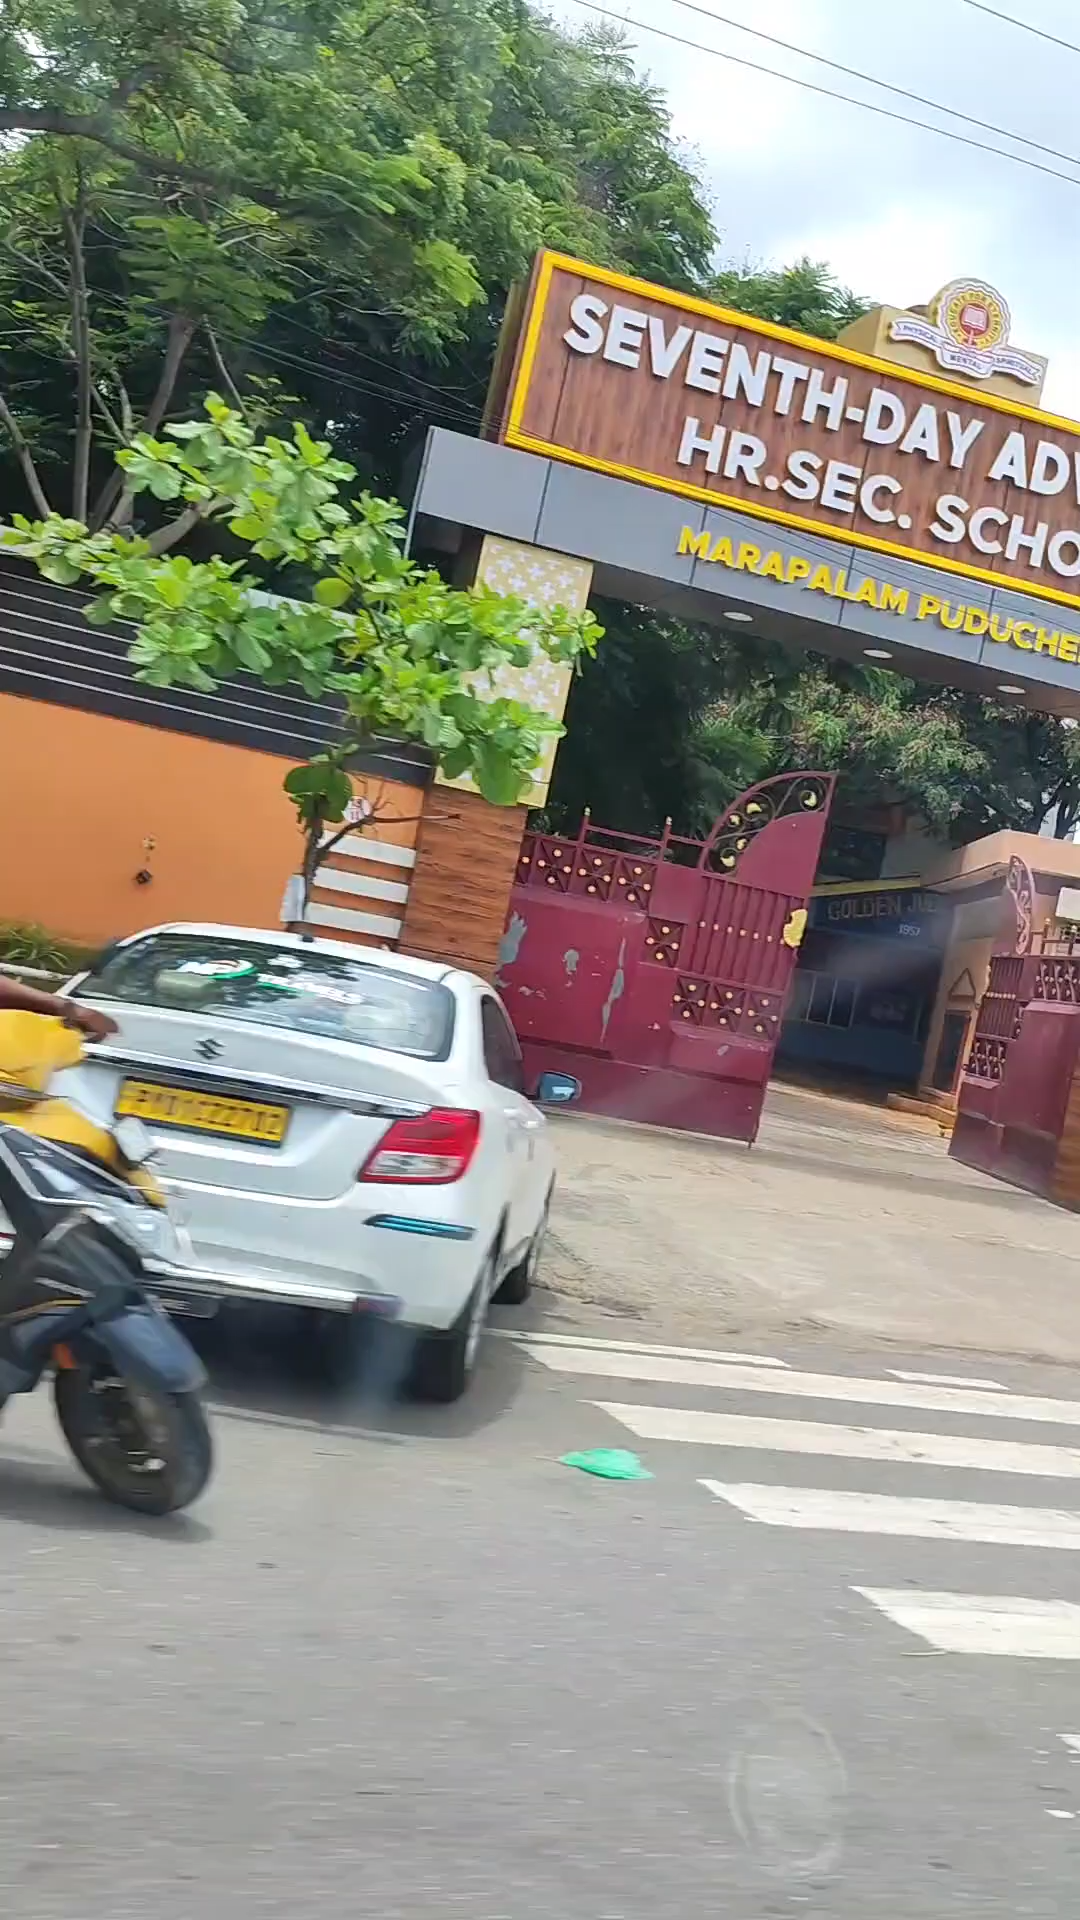 SEVENTH-DAY ADV
HR.SEC. SCHO
MARAPALAM PUDUCHE
PHYSICAL
MENTAL
SPIRITUAL
GOLDEN JU
1957